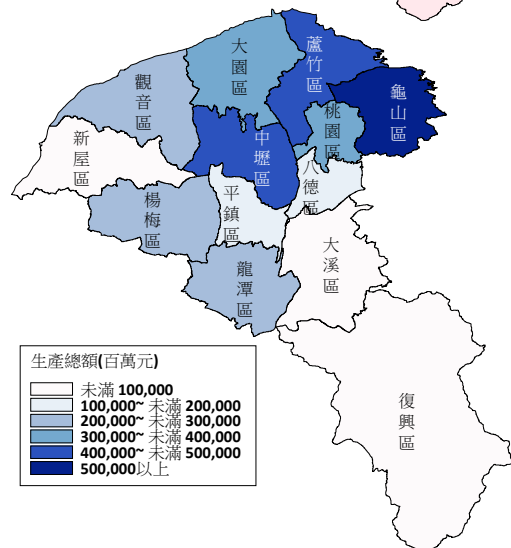 大園區
蘆竹區
觀音區
龜山區
桃園區
新屋區
中壢區
八德區
楊梅區
平鎮區
大溪區
龍潭區
復興區
生產總額(百萬元)
未滿 100,000
100,000~ 未滿 200,000
200,000~ 未滿 300,000
300,000~ 未滿 400,000
400,000~ 未滿 500,000
500,000以上